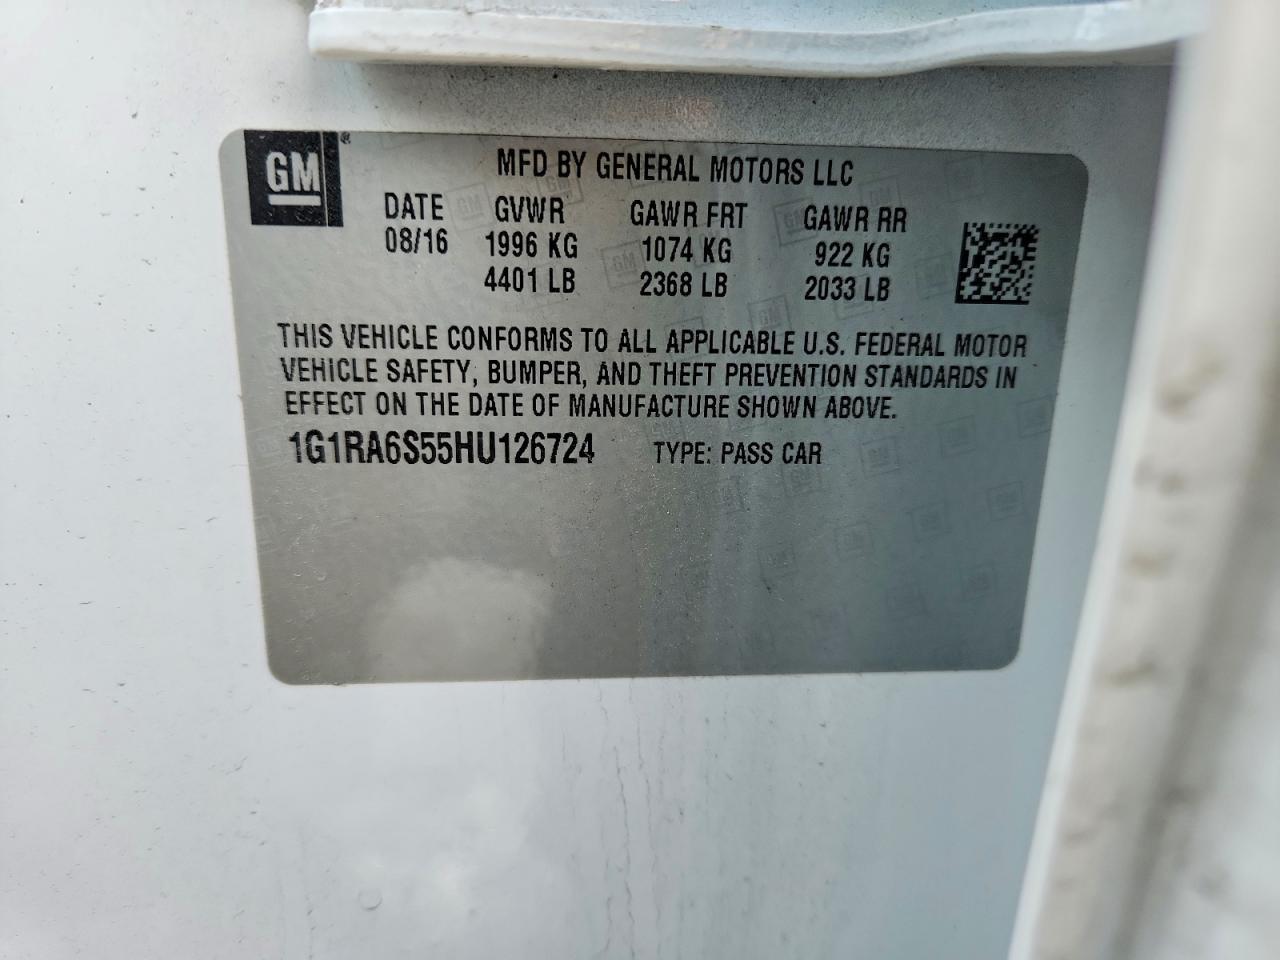 GM®
MFD BY GENERAL MOTORS LLC
DATE GVWR GAWR FRT GAWR RR
08/16 1996 KG 1074 KG 922 KG
4401 LB 2368 LB 2033 LB
THIS VEHICLE CONFORMS TO ALL APPLICABLE U.S. FEDERAL MOTOR
VEHICLE SAFETY, BUMPER, AND THEFT PREVENTION STANDARDS IN
EFFECT ON THE DATE OF MANUFACTURE SHOWN ABOVE.
1G1RA6S55HU126724 TYPE: PASS CAR